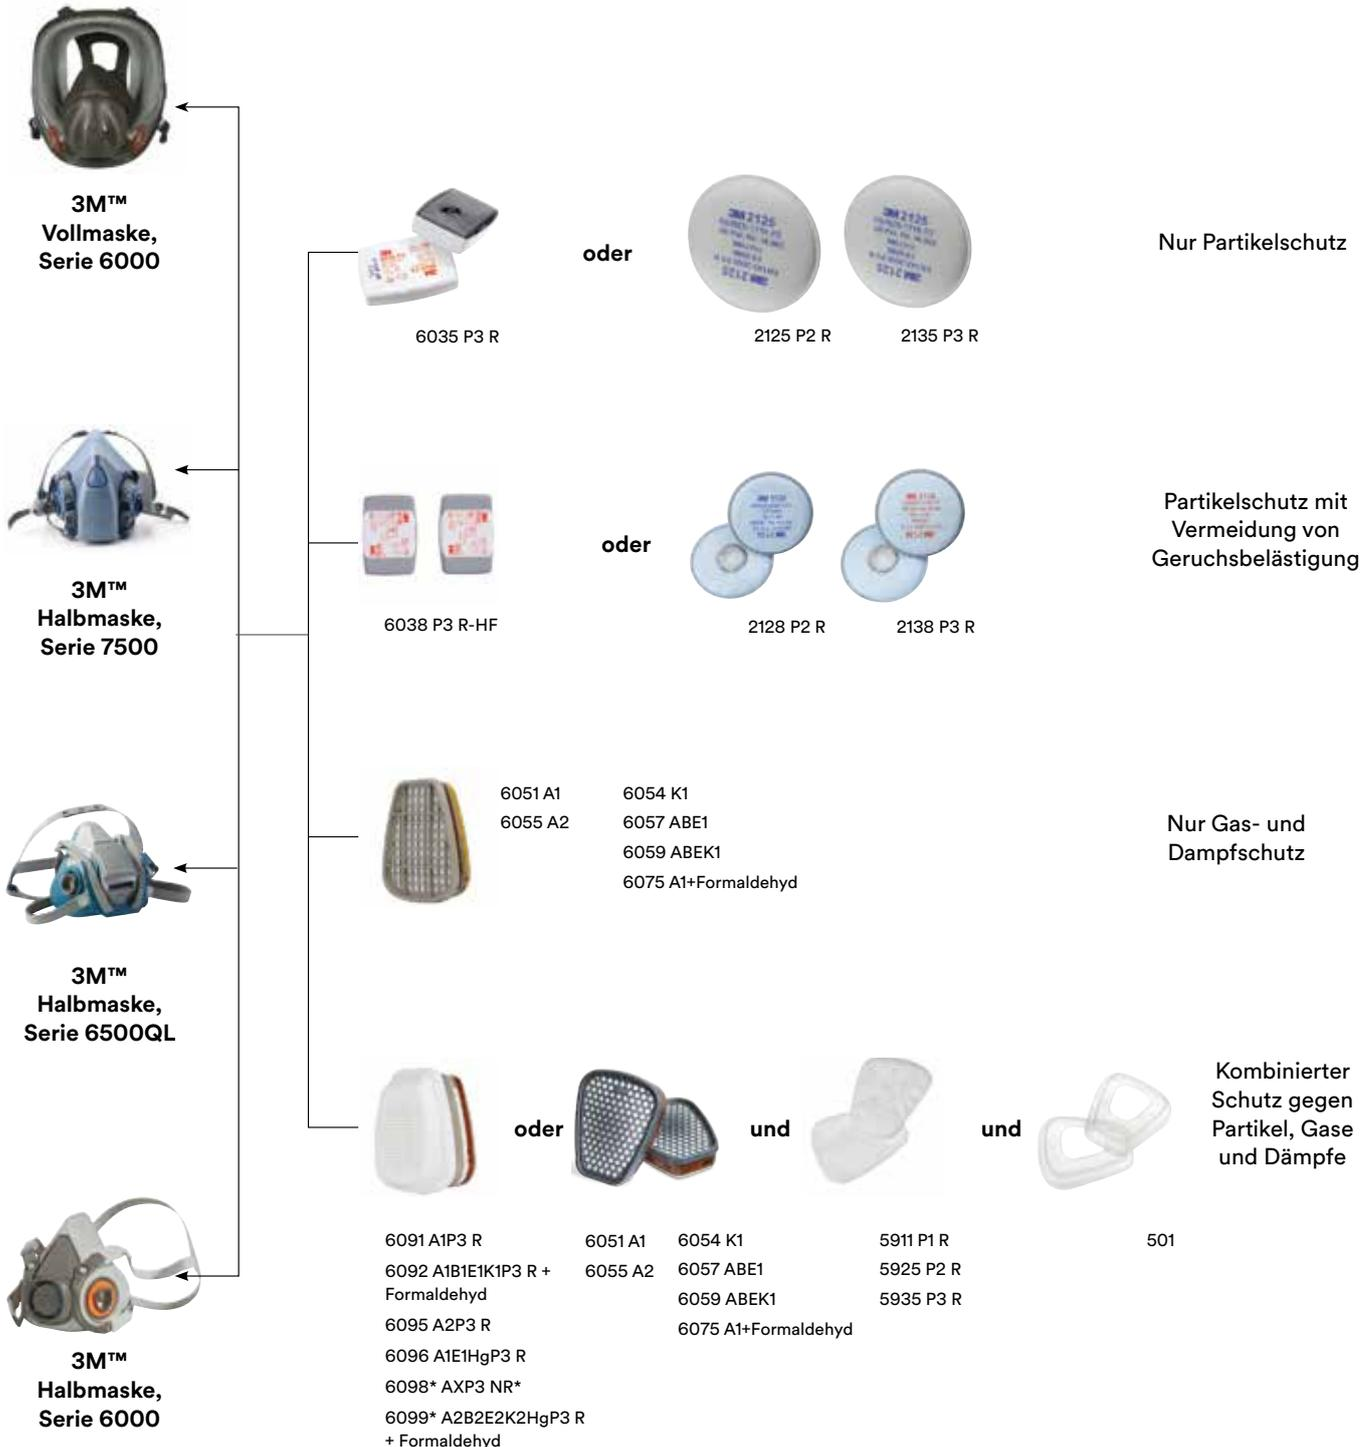 3M™
Vollmaske,
Serie 6000
oder
Nur Partikelschutz
6035 P3 R
2125 P2 R
2135 P3 R
3M 2125
3M 2125
3M™
Halbmaske,
Serie 7500
oder
Partikelschutz mit
Vermeidung von
Geruchsbelästigung
6038 P3 R-HF
2128 P2 R
2138 P3 R
6051 A1
6055 A2
6054 K1
6057 ABE1
6059 ABEK1
6075 A1+Formaldehyd
Nur Gas- und
Dampfschutz
3M™
Halbmaske,
Serie 6500QL
oder
und
und
Kombinierter
Schutz gegen
Partikel, Gase
und Dämpfe
6091 A1P3 R
6092 A1B1E1K1P3 R +
Formaldehyd
6095 A2P3 R
6096 A1E1HgP3 R
6098* AXP3 NR*
6099* A2B2E2K2HgP3 R
+ Formaldehyd
6051 A1
6055 A2
6054 K1
6057 ABE1
6059 ABEK1
6075 A1+Formaldehyd
5911 P1 R
5925 P2 R
5935 P3 R
501
3M™
Halbmaske,
Serie 6000